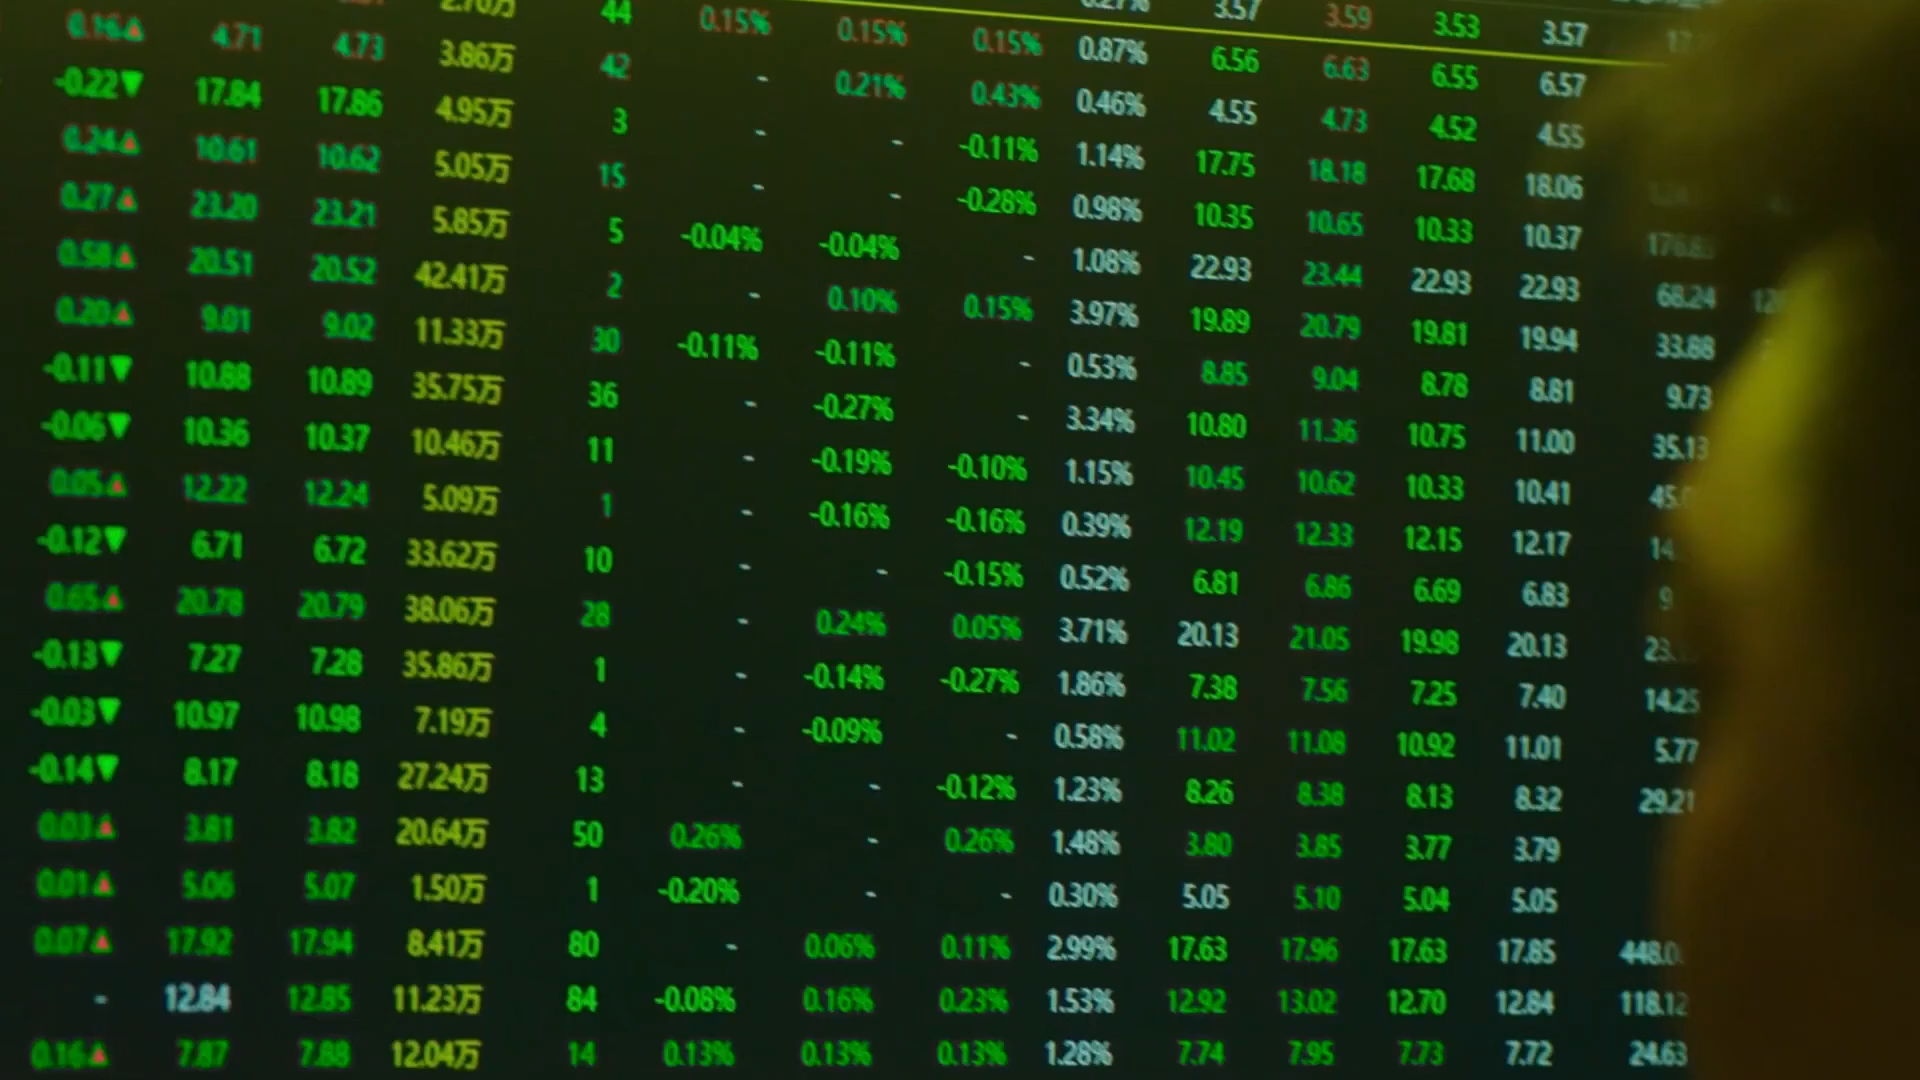 3.57 3.59 3.53 3.57
44 0.15% 0.15% 0.15% 0.87% 6.56 6.63 6.55 6.57
0.16▲ 4.71 4.73 3.86万 42 - 0.21% 0.43% 0.46% 4.55 4.73 4.52 4.55
-0.22▼ 17.84 17.86 4.95万 3 - - -0.11% 1.14% 17.75 18.18 17.68 18.06
0.24▲ 10.61 10.62 5.05万 15 - - -0.28% 0.98% 10.35 10.65 10.33 10.37
0.27▲ 23.20 23.21 5.85万 5 -0.04% -0.04% - 1.08% 22.93 23.44 22.93 22.93 68.24
0.58▲ 20.51 20.52 42.41万 2 - 0.10% 0.15% 3.97% 19.89 20.79 19.81 19.94 33.88
0.20▲ 9.01 9.02 11.33万 30 -0.11% -0.11% - 0.53% 8.85 9.04 8.78 8.81 9.73
-0.11▼ 10.88 10.89 35.75万 36 - -0.27% - 3.34% 10.80 11.36 10.75 11.00 35.13
-0.06▼ 10.36 10.37 10.46万 11 - -0.19% -0.10% 1.15% 10.45 10.62 10.33 10.41
0.05▲ 12.22 12.24 5.09万 1 - -0.16% -0.16% 0.39% 12.19 12.33 12.15 12.17
-0.12▼ 6.71 6.72 33.62万 10 - - -0.15% 0.52% 6.81 6.86 6.69 6.83
0.65▲ 20.78 20.79 38.06万 28 - 0.24% 0.05% 3.71% 20.13 21.05 19.98 20.13
-0.13▼ 7.27 7.28 35.86万 1 - -0.14% -0.27% 1.86% 7.38 7.56 7.25 7.40 14.25
-0.03▼ 10.97 10.98 7.19万 4 - -0.09% - 0.58% 11.02 11.08 10.92 11.01 5.77
-0.14▼ 8.17 8.18 27.24万 13 - - -0.12% 1.23% 8.26 8.38 8.13 8.32 29.21
0.03▲ 3.81 3.82 20.64万 50 0.26% - 0.26% 1.48% 3.80 3.85 3.77 3.79
0.01▲ 5.06 5.07 1.50万 1 -0.20% - - 0.30% 5.05 5.10 5.04 5.05
0.07▲ 17.92 17.94 8.41万 80 - 0.06% 0.11% 2.99% 17.63 17.96 17.63 17.85
- 12.84 12.85 11.23万 84 -0.08% 0.16% 0.23% 1.53% 12.92 13.02 12.70 12.84 118.12
0.16▲ 7.87 7.88 12.04万 14 0.13% 0.13% 0.13% 1.28% 7.74 7.95 7.73 7.72 24.63